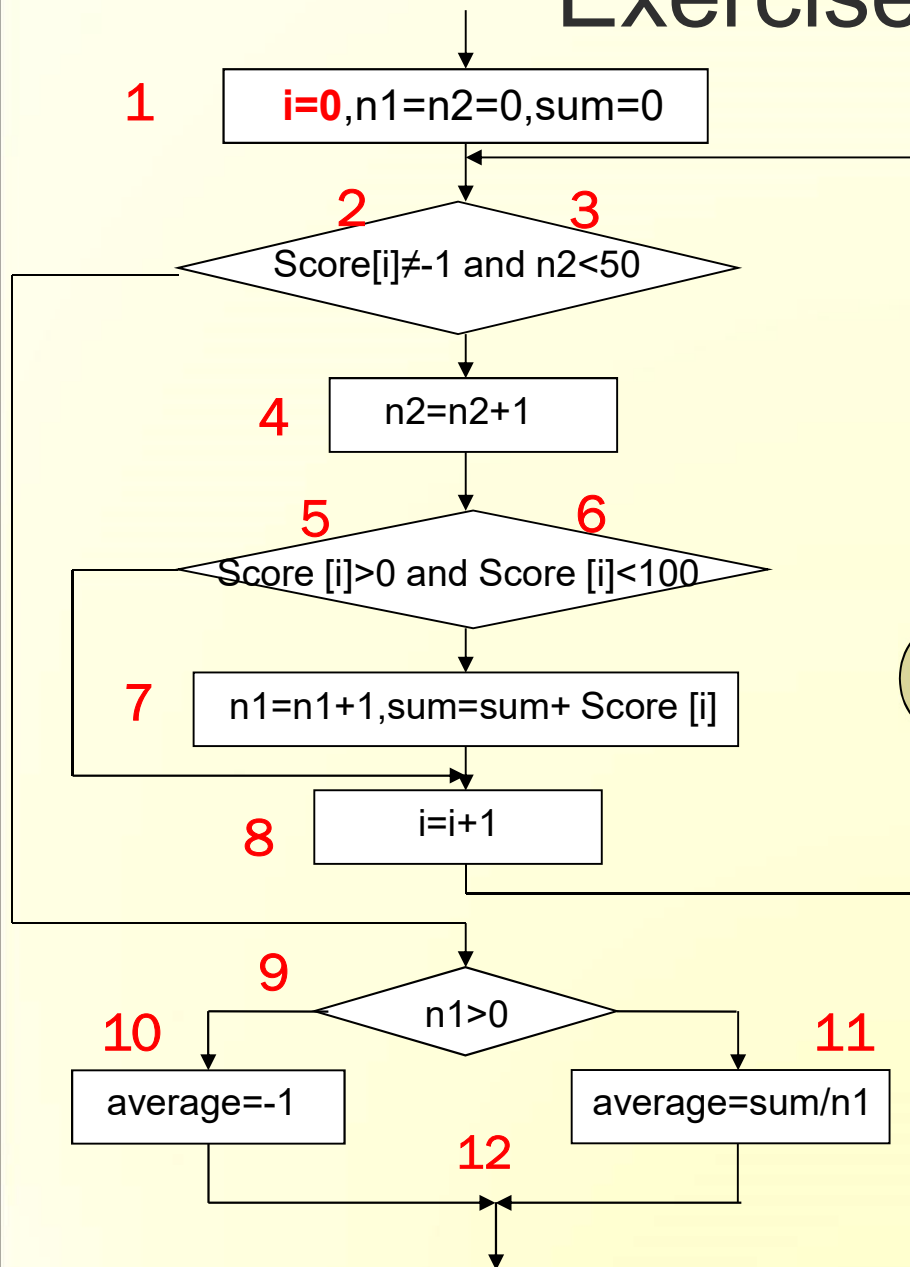 Exercise
1
i=0,n1=n2=0,sum=0
2 3
Score[i]≠-1 and n2<50
4
n2=n2+1
5 6
Score [i]>0 and Score [i]<100
7
n1=n1+1,sum=sum+ Score [i]
8
i=i+1
9
n1>0
10 11
average=-1 average=sum/n1
12